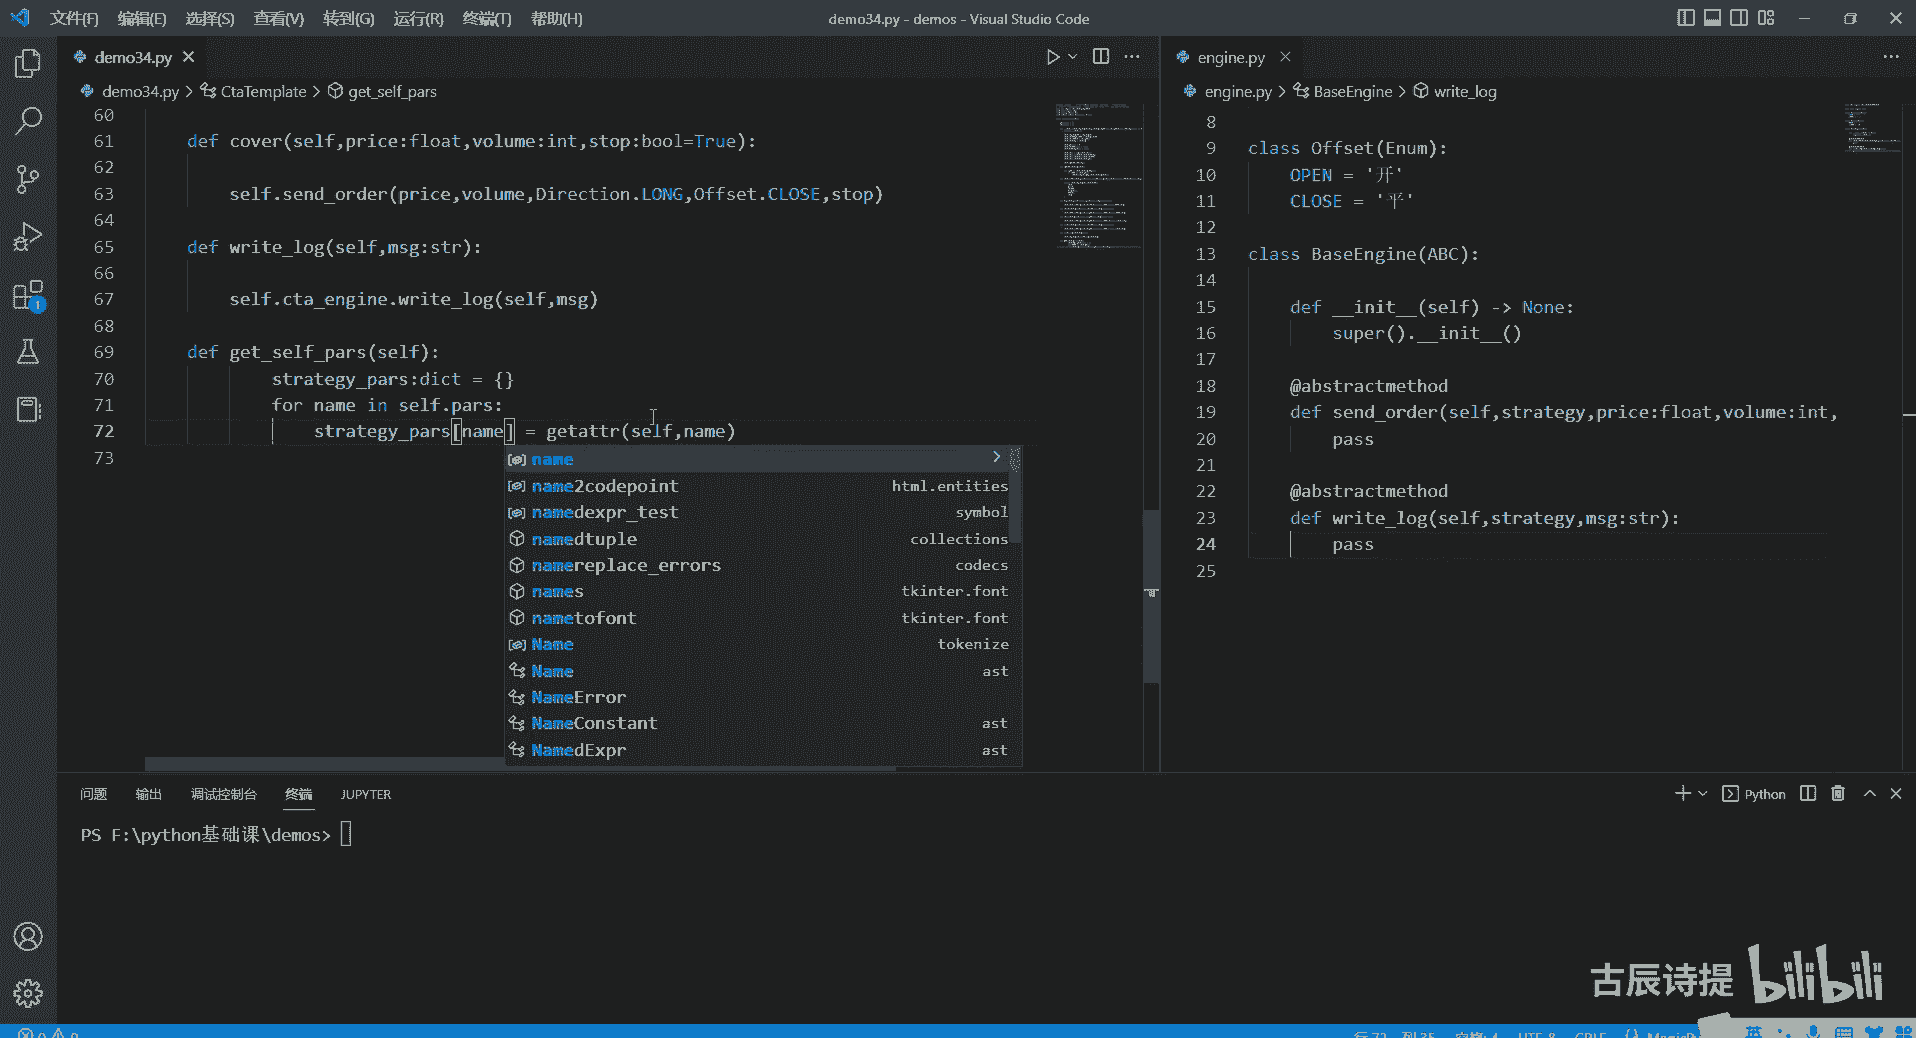 文件(F) 编辑(E) 选择(S) 查看(V) 转到(G) 运行(R) 终端(T) 帮助(H) demo34.py - demos - Visual Studio Code
demo34.py
demo34.py > CtaTemplate > get_self_pars
60
61 def cover(self,price:float,volume:int,stop:bool=True):
62
63 self.send_order(price,volume,Direction.LONG,Offset.CLOSE,stop)
64
65 def write_log(self,msg:str):
66
67 self.cta_engine.write_log(self,msg)
68
69 def get_self_pars(self):
70 strategy_pars:dict = {}
71 for name in self.pars:
72 strategy_pars[name] = getattr(self,name)
73
name
name2codepoint html.entities
namedexpr_test symbol
namedtuple collections
namereplace_errors codecs
names tkinter.font
nametofont tkinter.font
Name tokenize
Name ast
NameError
NameConstant ast
NamedExpr ast
engine.py
engine.py > BaseEngine > write_log
8
9 class Offset(Enum):
10 OPEN = '开'
11 CLOSE = '平'
12
13 class BaseEngine(ABC):
14
15 def __init__(self) -> None:
16 super().__init__()
17
18 @abstractmethod
19 def send_order(self,strategy,price:float,volume:int,
20 pass
21
22 @abstractmethod
23 def write_log(self,strategy,msg:str):
24 pass
25
1
问题 输出 调试控制台 终端 JUPYTER
Python
PS F:\python基础课\demos>
古辰诗提 bilibili
英